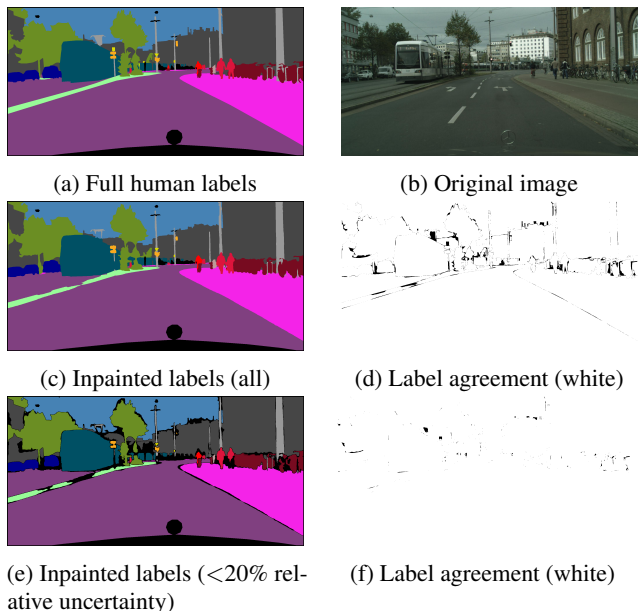 (a) Full human labels
(b) Original image
(c) Inpainted labels (all)
(d) Label agreement (white)
(e) Inpainted labels (<20% rel-
ative uncertainty)
(f) Label agreement (white)